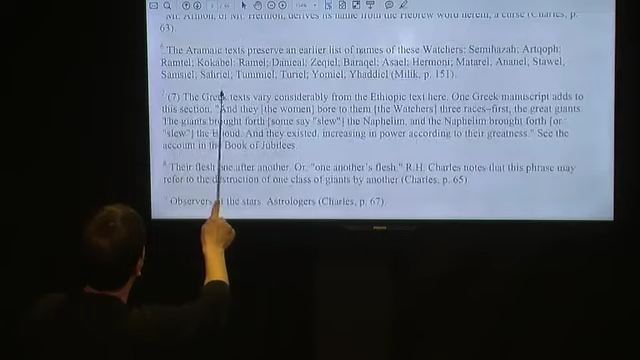 Mt. Armon, or Mt. Hermon, derives its name from the Hebrew word herem, a curse (Charles, p.
63).
6 The Aramaic texts preserve an earlier list of names of these Watchers: Semihazah; Artqoph;
Ramtel; Kokabel; Ramel; Danieal; Zeqiel; Baraqel; Asael; Hermoni; Matarel; Ananel; Stawel;
Samsiel; Sahriel; Tummiel; Turiel; Yomiel; Yhaddiel (Milik, p. 151).
7 (7) The Greek texts vary considerably from the Ethiopic text here. One Greek manuscript adds to
this section, "And they [the women] bore to them [the Watchers] three races–first, the great giants.
The giants brought forth [some say "slew"] the Naphelim, and the Naphelim brought forth [or
"slew"] the Elioud. And they existed, increasing in power according to their greatness." See the
account in the Book of Jubilees.
8 Their flesh one after another. Or, "one another's flesh." R.H. Charles notes that this phrase may
refer to the destruction of one class of giants by another (Charles, p. 65).
Observers of the stars. Astrologers (Charles, p. 67).
PHILIPS